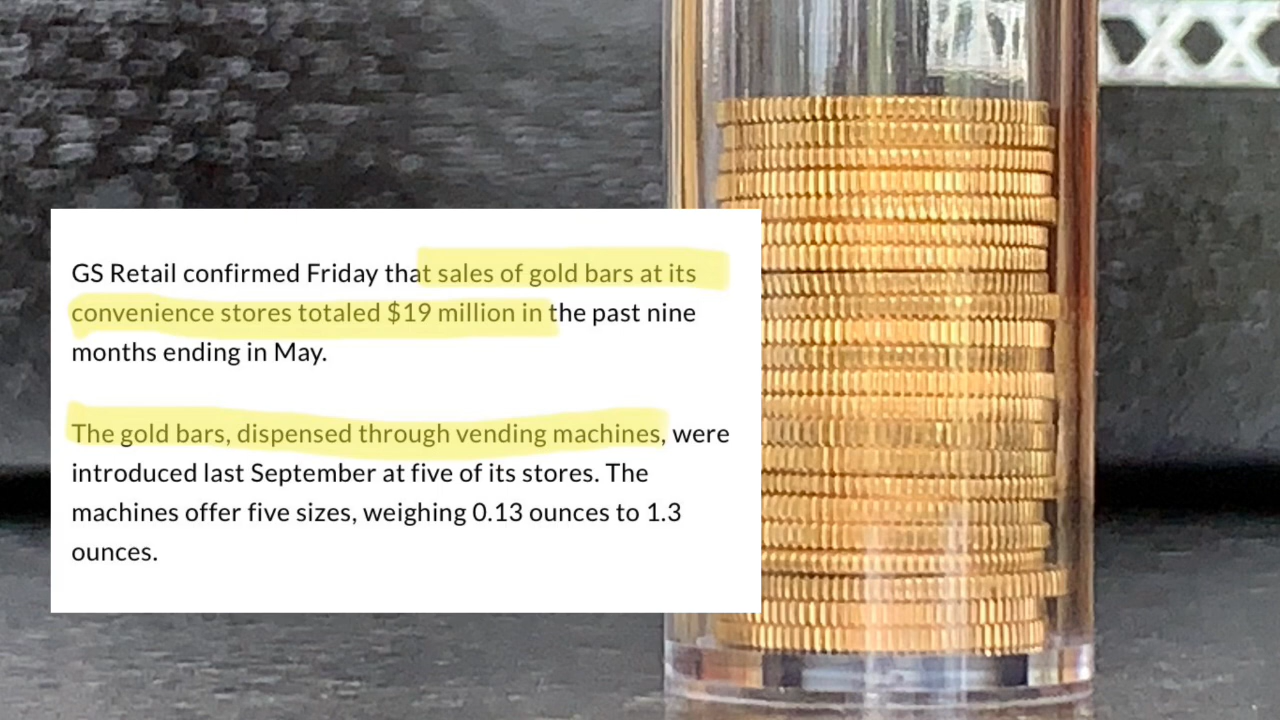 GS Retail confirmed Friday that sales of gold bars at its
convenience stores totaled $19 million in the past nine
months ending in May.
The gold bars, dispensed through vending machines, were
introduced last September at five of its stores. The
machines offer five sizes, weighing 0.13 ounces to 1.3
ounces.